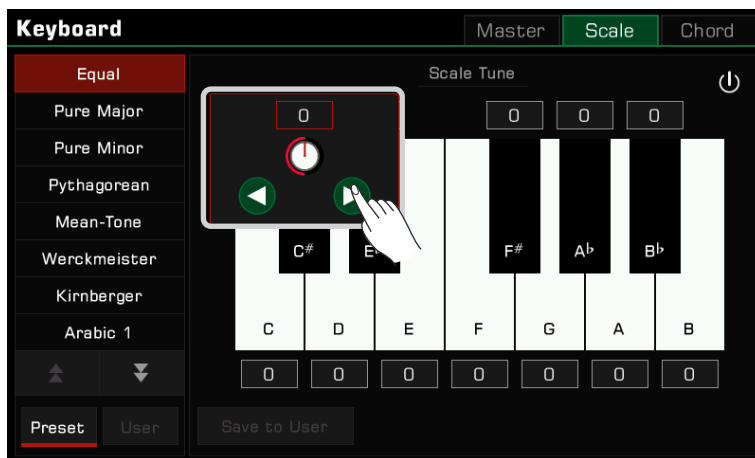 Keyboard
Master Scale Chord
Equal
Pure Major
Pure Minor
Pythagorean
Mean-Tone
Werckmeister
Kirnberger
Arabic 1
Preset User
Scale Tune
0 0 0 0
C# F# A♭ B♭
C D E F G A B
0 0 0 0 0 0 0
Save to User